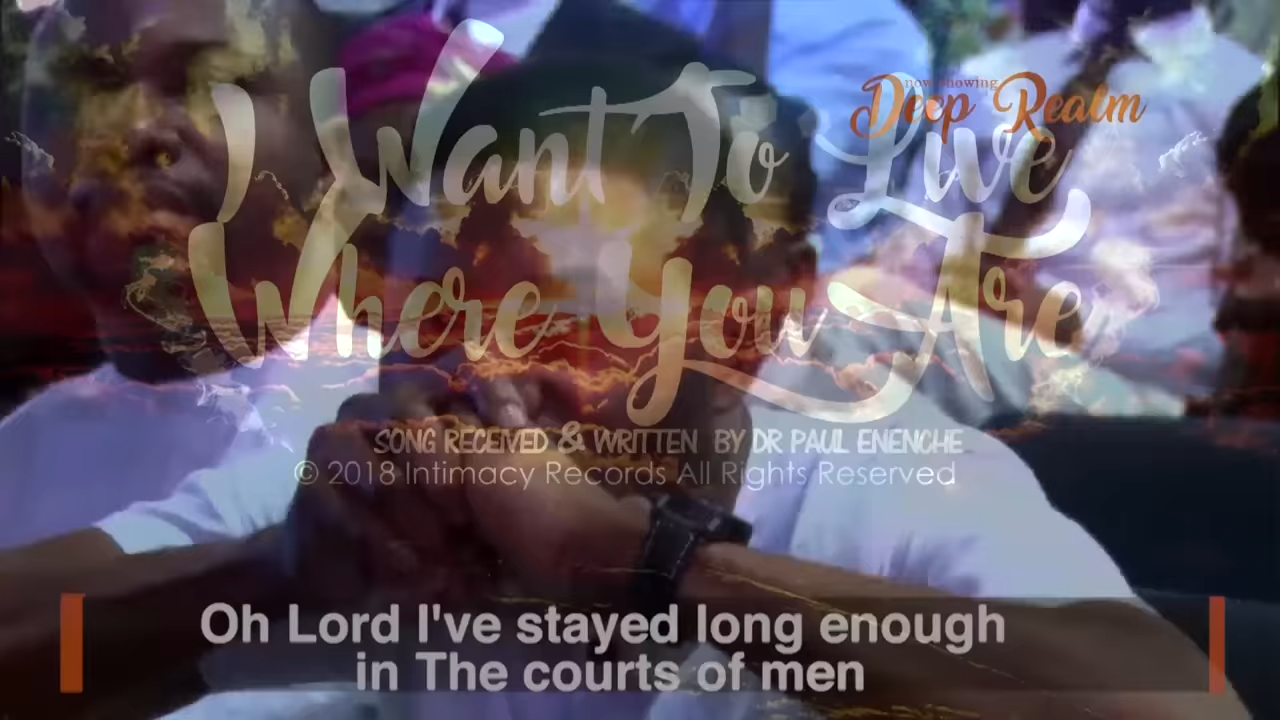 now showing
Deep Realm
I Want To Live
Where You Are
SONG RECEIVED & WRITTEN BY DR PAUL ENENCHE
© 2018 Intimacy Records All Rights Reserved
Oh Lord I've stayed long enough
in The courts of men